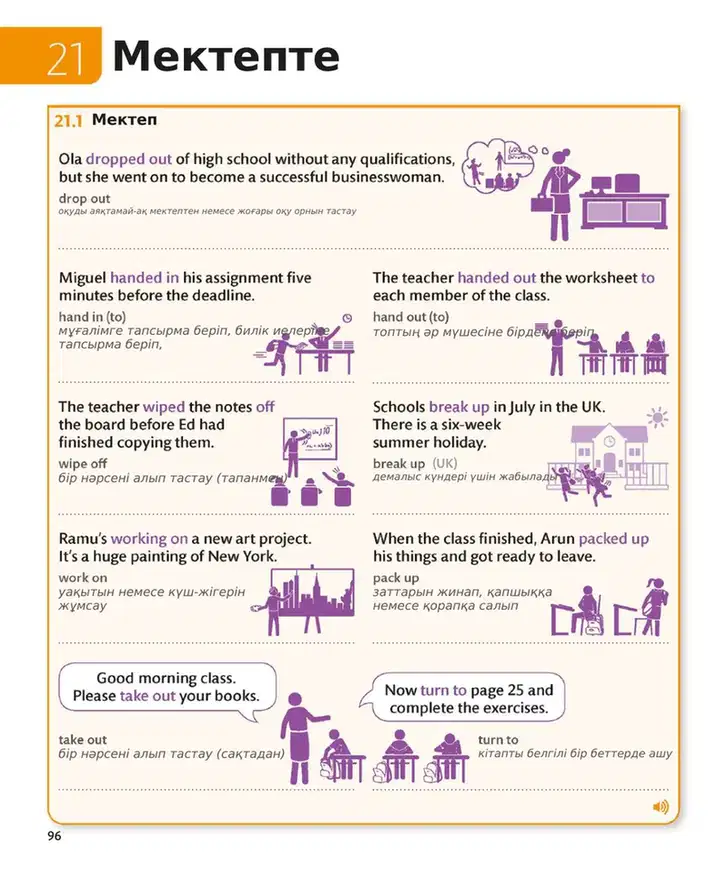 21 Мектепте
21.1 Мектеп
Ola dropped out of high school without any qualifications,
but she went on to become a successful businesswoman.
drop out
оқуды аяқтамай-ақ мектептен немесе жоғары оқу орнын тастау
Miguel handed in his assignment five
minutes before the deadline.
hand in (to)
мұғалімге тапсырма беріп, билік иелеріне
тапсырма беріп,
The teacher handed out the worksheet to
each member of the class.
hand out (to)
топтың әр мүшесіне бірдеңе беріп
The teacher wiped the notes off
the board before Ed had
finished copying them.
wipe off
бір нәрсені алып тастау (тапанмен)
Schools break up in July in the UK.
There is a six-week
summer holiday.
break up (UK)
демалыс күндері үшін жабылады
Ramu's working on a new art project.
It's a huge painting of New York.
work on
уақытын немесе күш-жігерін
жұмсау
When the class finished, Arun packed up
his things and got ready to leave.
pack up
заттарын жинап, қапшыққа
немесе қорапқа салып
Good morning class.
Please take out your books.
take out
бір нәрсені алып тастау (сақтадан)
Now turn to page 25 and
complete the exercises.
turn to
кітапты белгілі бір беттерде ашу
96